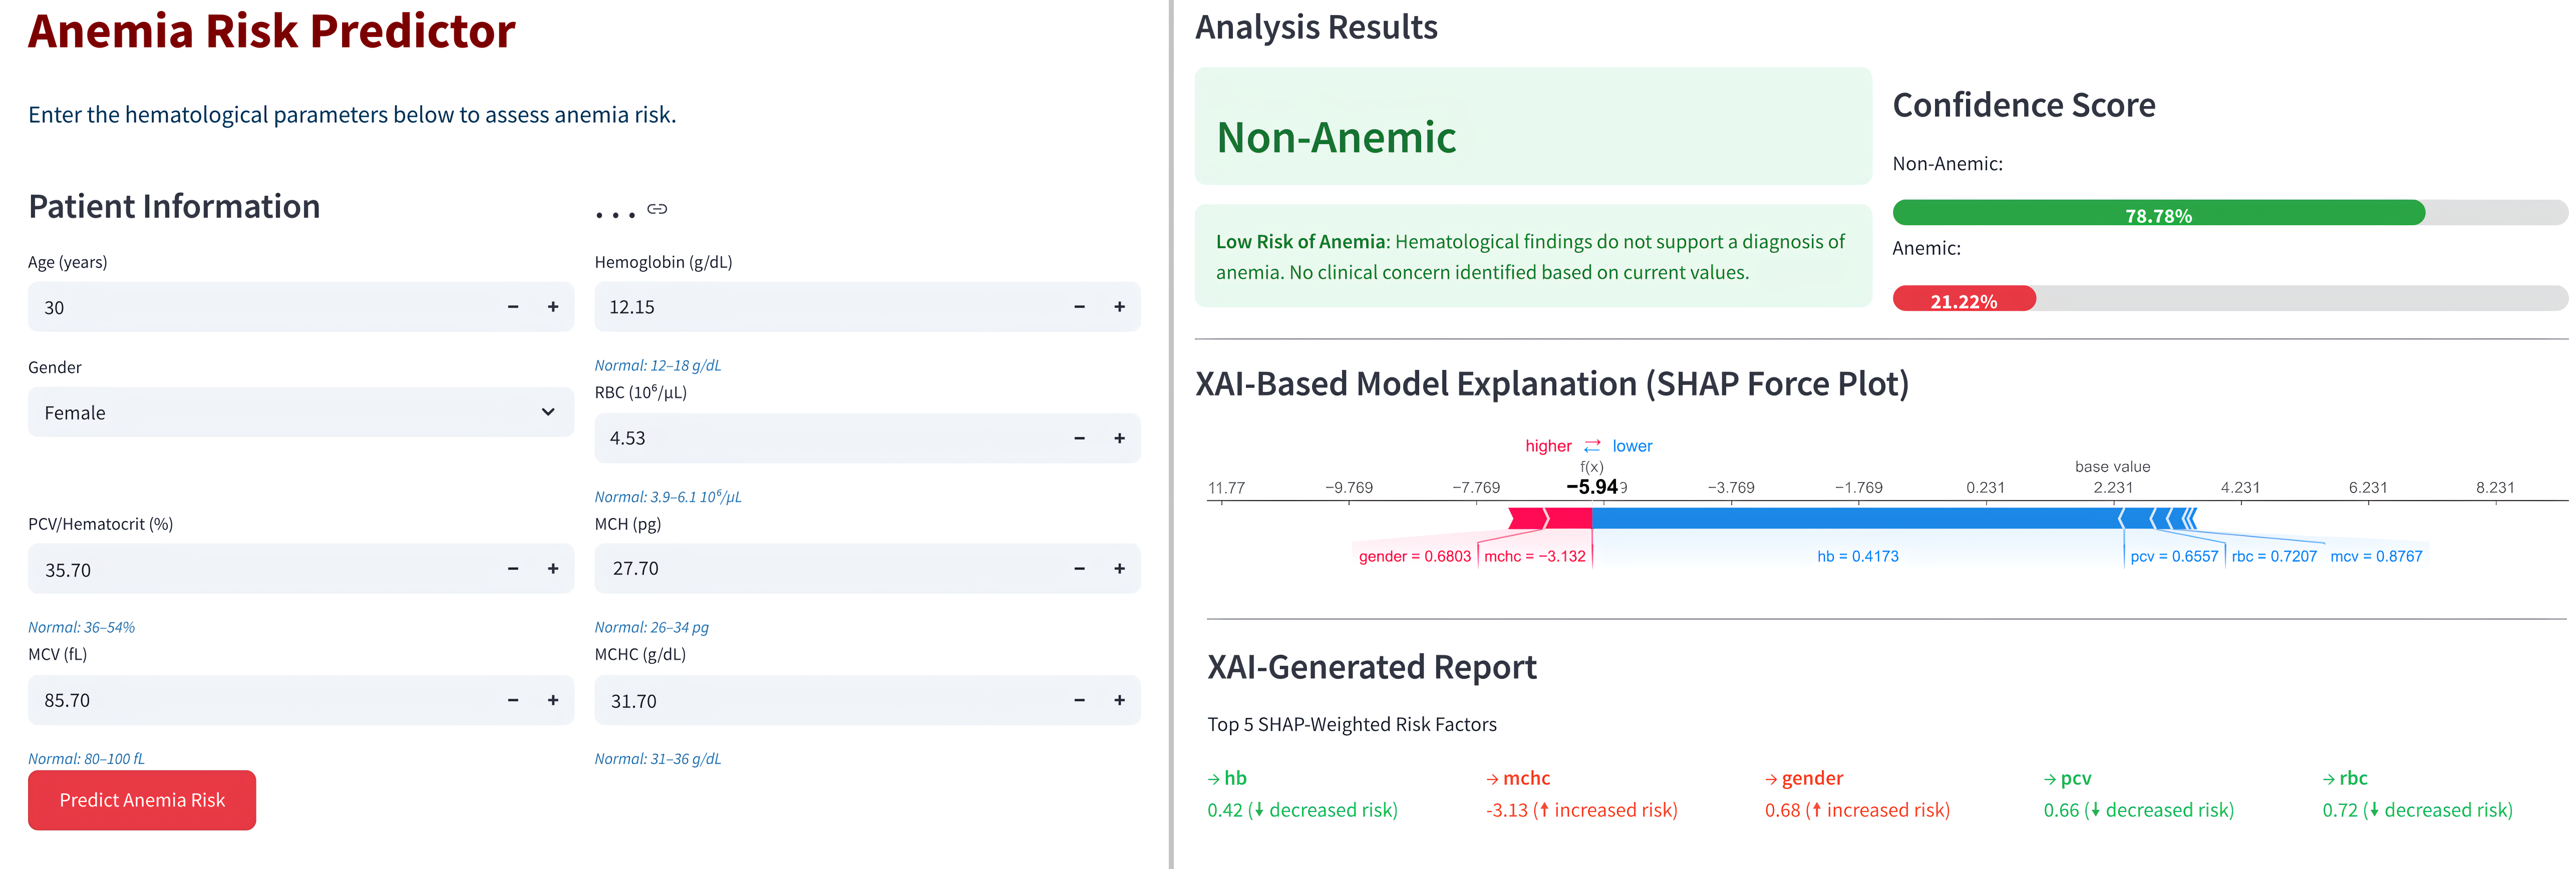 Anemia Risk Predictor
Enter the hematological parameters below to assess anemia risk.
Patient Information
...
Age (years)
30
Hemoglobin (g/dL)
12.15
Normal: 12–18 g/dL
Gender
Female
RBC (10⁶/µL)
4.53
Normal: 3.9–6.1 10⁶/µL
PCV/Hematocrit (%)
35.70
Normal: 36–54%
MCH (pg)
27.70
Normal: 26–34 pg
MCV (fL)
85.70
Normal: 80–100 fL
MCHC (g/dL)
31.70
Normal: 31–36 g/dL
Predict Anemia Risk
Analysis Results
Non-Anemic
Low Risk of Anemia: Hematological findings do not support a diagnosis of
anemia. No clinical concern identified based on current values.
Confidence Score
Non-Anemic:
78.78%
Anemic:
21.22%
XAI-Based Model Explanation (SHAP Force Plot)
higher ⇄ lower
f(x) base value
11.77 −9.769 −7.769 −5.94 −3.769 −1.769 0.231 2.231 4.231 6.231 8.231
gender = 0.6803 mchc = −3.132 hb = 0.4173 pcv = 0.6557 rbc = 0.7207 mcv = 0.8767
XAI-Generated Report
Top 5 SHAP-Weighted Risk Factors
→ hb → mchc → gender → pcv → rbc
0.42 (↓ decreased risk) -3.13 (↑ increased risk) 0.68 (↑ increased risk) 0.66 (↓ decreased risk) 0.72 (↓ decreased risk)